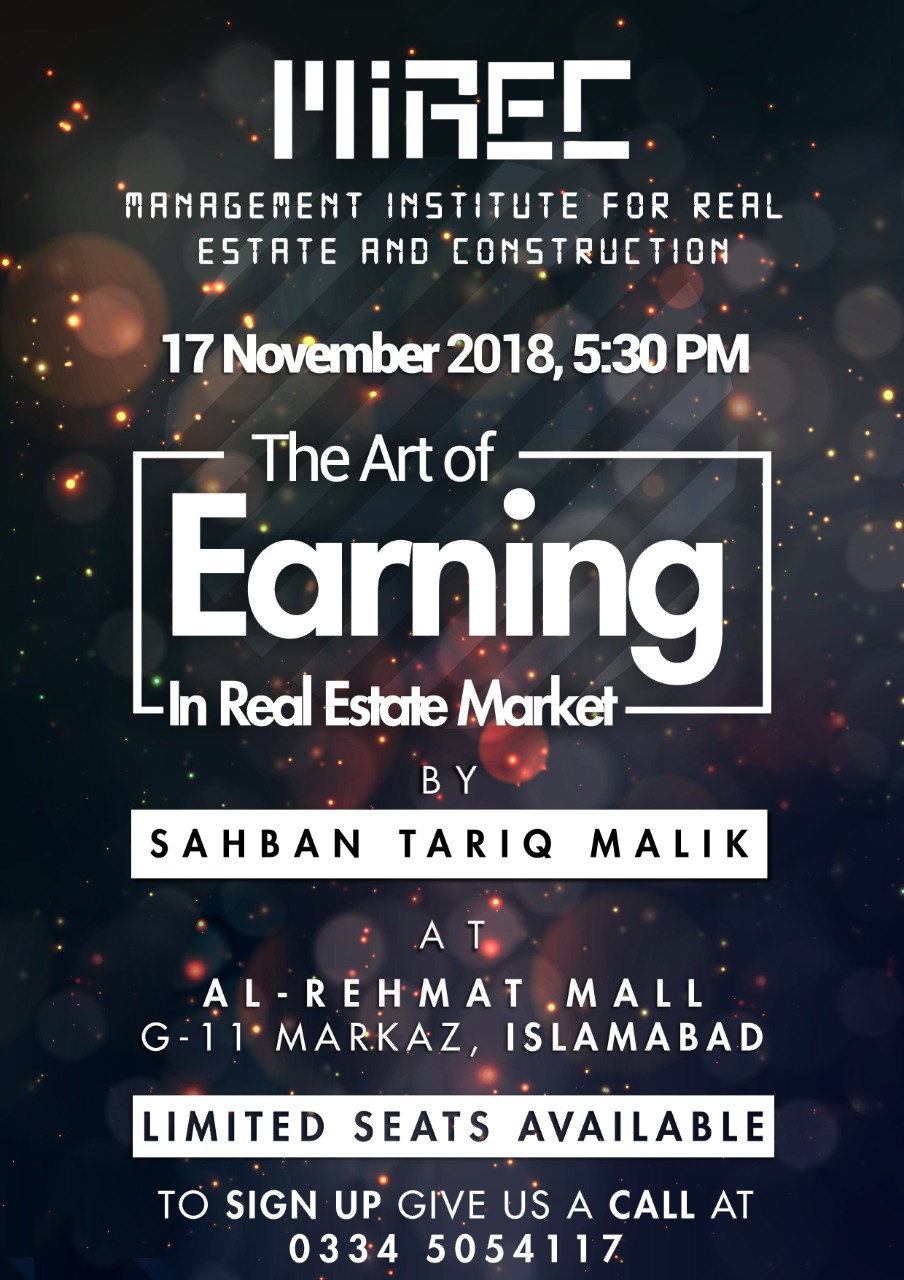 MiREC
MANAGEMENT INSTITUTE FOR REAL
ESTATE AND CONSTRUCTION
17 November 2018, 5:30 PM
The Art of
Earning
In Real Estate Market
BY
SAHBAN TARIQ MALIK
AT
AL-REHMAT MALL
G-11 MARKAZ, ISLAMABAD
LIMITED SEATS AVAILABLE
TO SIGN UP GIVE US A CALL AT
0334 5054117